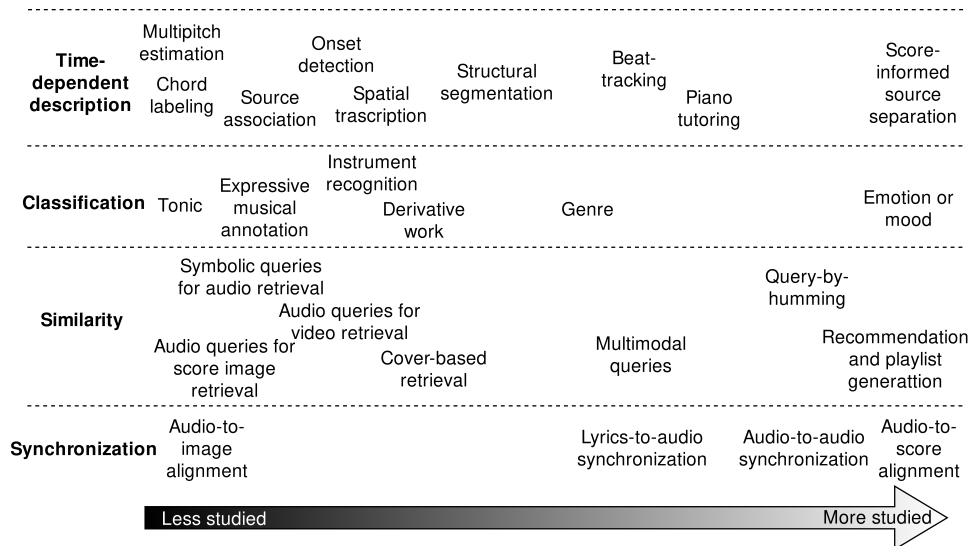 Time-
dependent
description
Multipitch
estimation
Chord
labeling
Source
association
Onset
detection
Spatial
trascription
Structural
segmentation
Beat-
tracking
Piano
tutoring
Score-
informed
source
separation
Classification
Tonic
Expressive
musical
annotation
Instrument
recognition
Derivative
work
Genre
Emotion or
mood
Similarity
Symbolic queries
for audio retrieval
Audio queries for
video retrieval
Audio queries for
score image
retrieval
Cover-based
retrieval
Multimodal
queries
Query-by-
humming
Recommendation
and playlist
generattion
Synchronization
Audio-to-
image
alignment
Lyrics-to-audio
synchronization
Audio-to-audio
synchronization
Audio-to-
score
alignment
Less studied
More studied